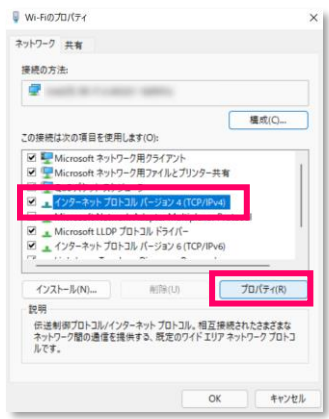 Wi-Fiのプロパティ
ネットワーク 共有
接続の方法:
構成(C)...
この接続は次の項目を使用します(O):
Microsoft ネットワーク用クライアント
Microsoft ネットワーク用ファイルとプリンター共有
インターネット プロトコル バージョン 4 (TCP/IPv4)
Microsoft LLDP プロトコル ドライバー
インターネット プロトコル バージョン 6 (TCP/IPv6)
インストール(N)... 削除(U) プロパティ(R)
説明
伝送制御プロトコル/インターネット プロトコル。相互接続されたさまざまな
ネットワーク間の通信を提供する、既定のワイド エリア ネットワーク プロトコ
ルです。
OK キャンセル